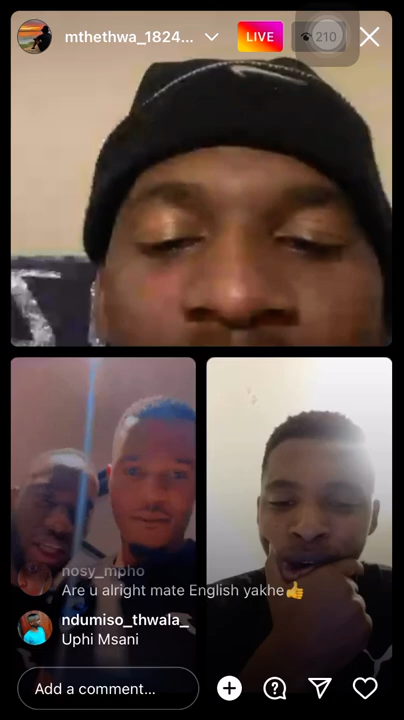 mthethwa_1824...
LIVE
210
nosy_mpho
Are u alright mate English yakhe👍
ndumiso_thwala_
Uphi Msani
Add a comment...